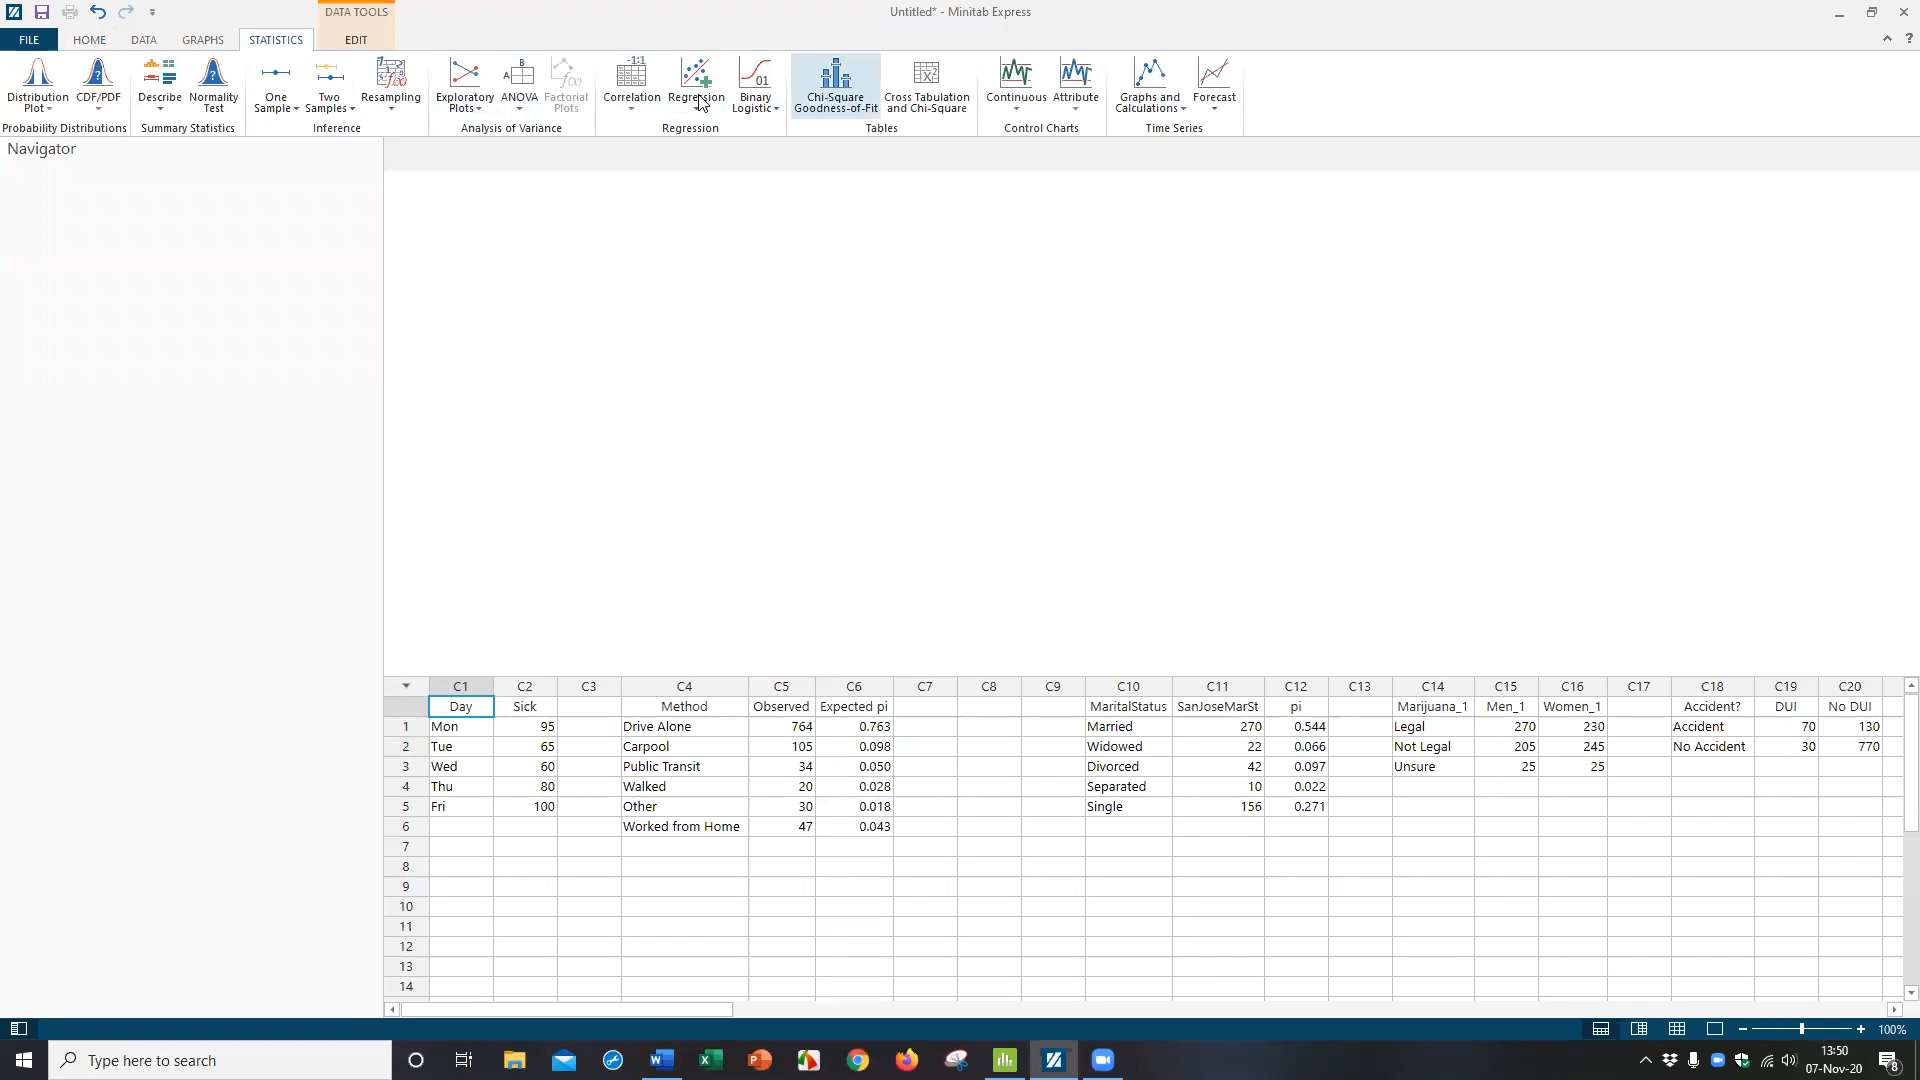 DATA TOOLS
Untitled* - Minitab Express
FILE HOME DATA GRAPHS STATISTICS EDIT
?
Distribution Plot
CDF/PDF
Describe
Normality Test
One Sample
Two Samples
Resampling
Exploratory Plots
ANOVA
Factorial Plots
Correlation
Regression
Binary Logistic
Chi-Square Goodness-of-Fit
Cross Tabulation and Chi-Square
Continuous
Attribute
Graphs and Calculations
Forecast
Probability Distributions Summary Statistics Inference Analysis of Variance Regression Tables Control Charts Time Series
Navigator
C1 C2 C3 C4 C5 C6 C7 C8 C9 C10 C11 C12 C13 C14 C15 C16 C17 C18 C19 C20
Day Sick Method Observed Expected pi MaritalStatus SanJoseMarSt pi Marijuana_1 Men_1 Women_1 Accident? DUI No DUI
1 Mon 95 Drive Alone 764 0.763 Married 270 0.544 Legal 270 230 Accident 70 130
2 Tue 65 Carpool 105 0.098 Widowed 22 0.066 Not Legal 205 245 No Accident 30 770
3 Wed 60 Public Transit 34 0.050 Divorced 42 0.097 Unsure 25 25
4 Thu 80 Walked 20 0.028 Separated 10 0.022
5 Fri 100 Other 30 0.018 Single 156 0.271
6 Worked from Home 47 0.043
7
8
9
10
11
12
13
14
100%
Type here to search
13:50
07-Nov-20
8